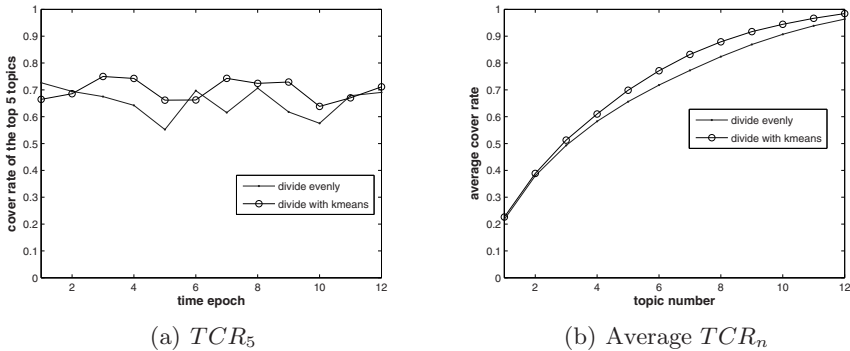 1
0.9
0.8
0.7
0.6
0.5
0.4
0.3
0.2
0.1
0
cover rate of the top 5 topics
divide evenly
divide with kmeans
2 4 6 8 10 12
time epoch
(a) TCR5
1
0.9
0.8
0.7
0.6
0.5
0.4
0.3
0.2
0.1
0
average cover rate
divide evenly
divide with kmeans
2 4 6 8 10 12
topic number
(b) Average TCRn